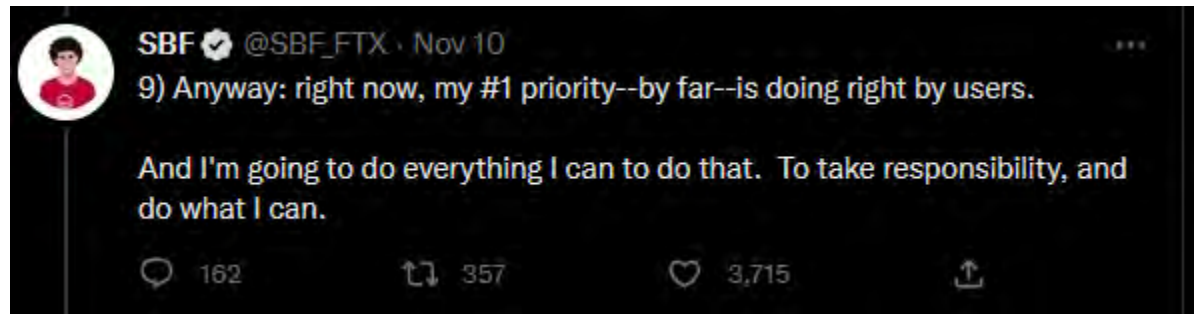 SBF @SBF_FTX · Nov 10
9) Anyway: right now, my #1 priority--by far--is doing right by users.
And I'm going to do everything I can to do that.  To take responsibility, and
do what I can.
162 357 3,715